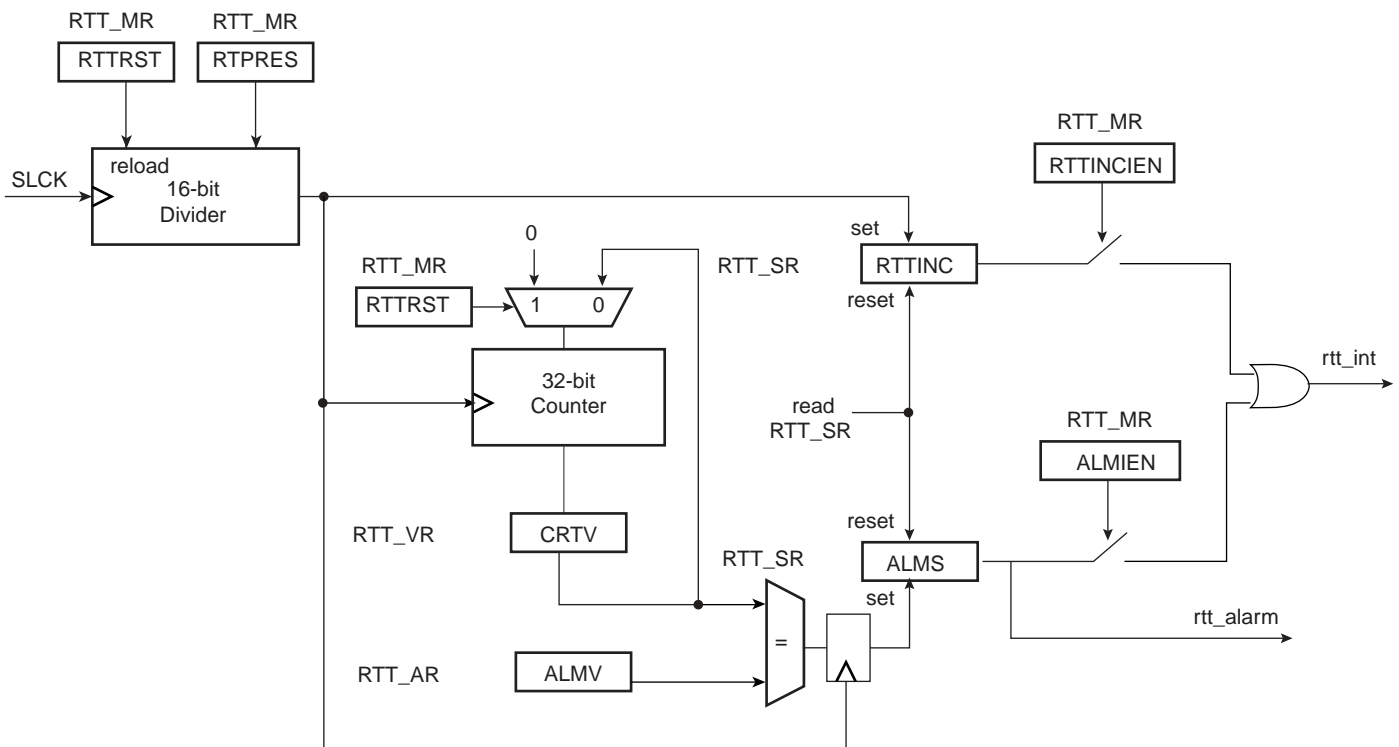 RTT_MR
RTT_MR
RTTRST
RTPRES
reload
16-bit
Divider
SLCK
RTT_MR
RTTINCIEN
0
set
RTT_MR
RTT_SR
RTTINC
RTTRST
1
0
reset
32-bit
Counter
rtt_int
read
RTT_SR
RTT_MR
ALMIEN
reset
RTT_VR
CRTV
RTT_SR
ALMS
set
rtt_alarm
=
RTT_AR
ALMV